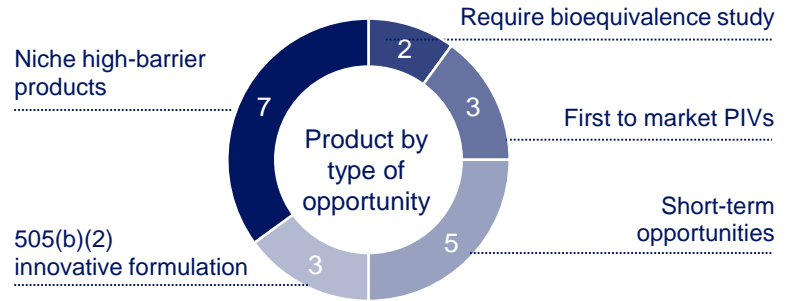 Require bioequivalence study
2
Niche high-barrier
products
7
3
First to market PIVs
Product by
type of
opportunity
Short-term
opportunities
5
505(b)(2)
innovative formulation
3